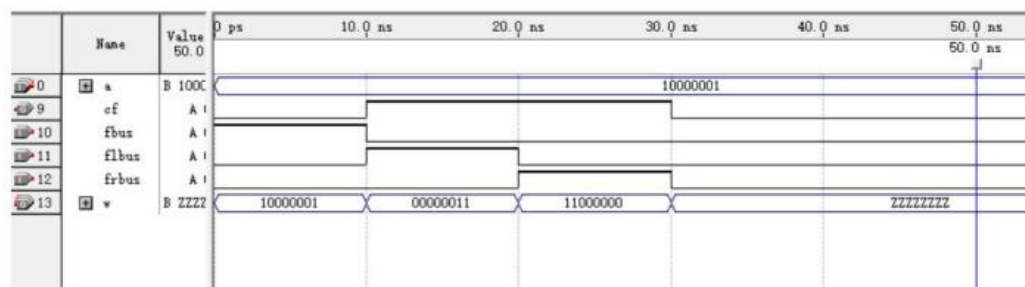 Name Value 50.0 0 ps 10.0 ns 20.0 ns 30.0 ns 40.0 ns 50.0 ns
50.0 ns
0 a B 100C 10000001
9 cf A
10 fbus A
11 flbus A
12 frbus A
13 w B ZZZZ 10000001 00000011 11000000 ZZZZZZZZ